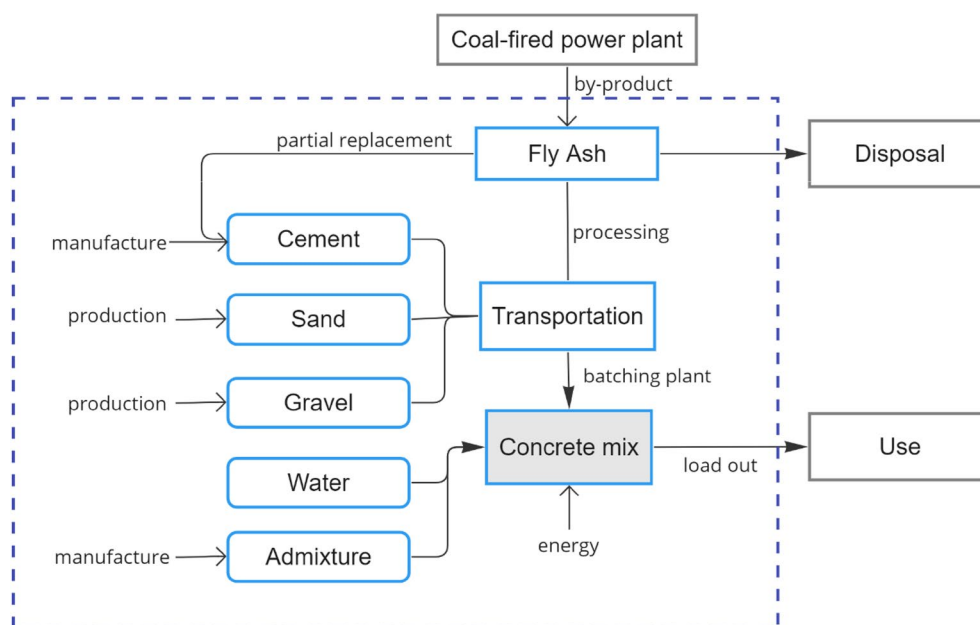 Coal-fired power plant
by-product
partial replacement
Fly Ash
Disposal
manufacture
Cement
processing
production
Sand
Transportation
batching plant
production
Gravel
Concrete mix
load out
Use
Water
energy
manufacture
Admixture